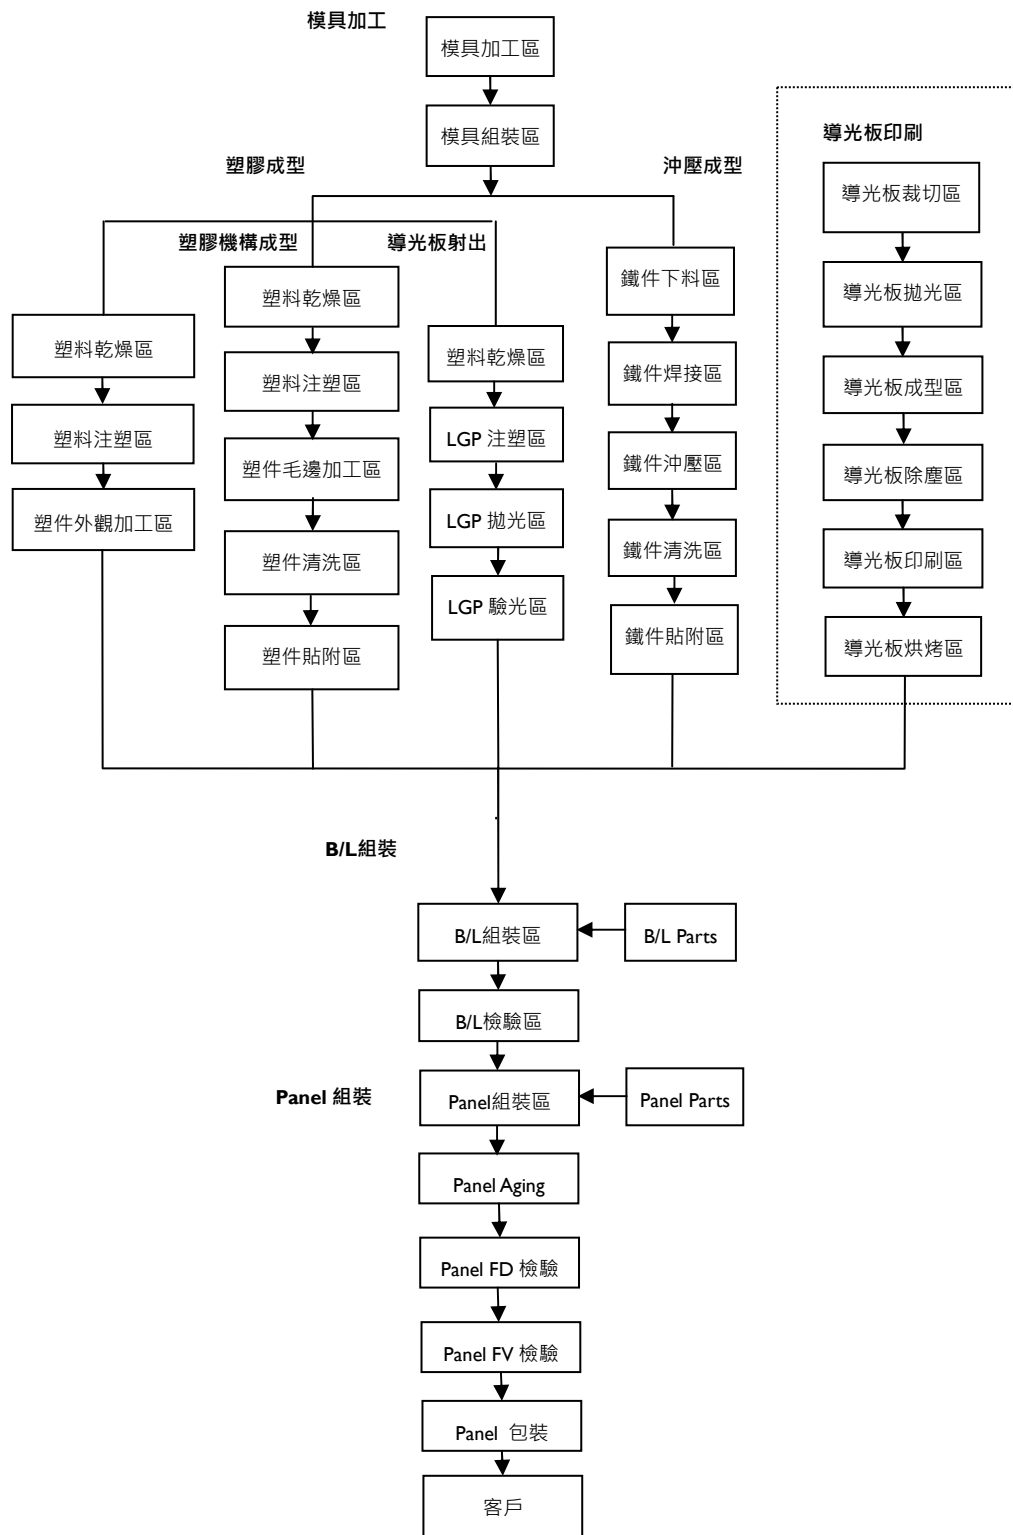 模具加工
模具加工區
模具組裝區
塑膠成型
沖壓成型
導光板印刷
塑膠機構成型
導光板射出
塑料乾燥區
塑料注塑區
塑件外觀加工區
塑料乾燥區
塑料注塑區
塑件毛邊加工區
塑件清洗區
塑件貼附區
塑料乾燥區
LGP 注塑區
LGP 拋光區
LGP 驗光區
鐵件下料區
鐵件焊接區
鐵件沖壓區
鐵件清洗區
鐵件貼附區
導光板裁切區
導光板拋光區
導光板成型區
導光板除塵區
導光板印刷區
導光板烘烤區
B/L組裝
B/L組裝區
B/L Parts
B/L檢驗區
Panel 組裝
Panel組裝區
Panel Parts
Panel Aging
Panel FD 檢驗
Panel FV 檢驗
Panel 包裝
客戶